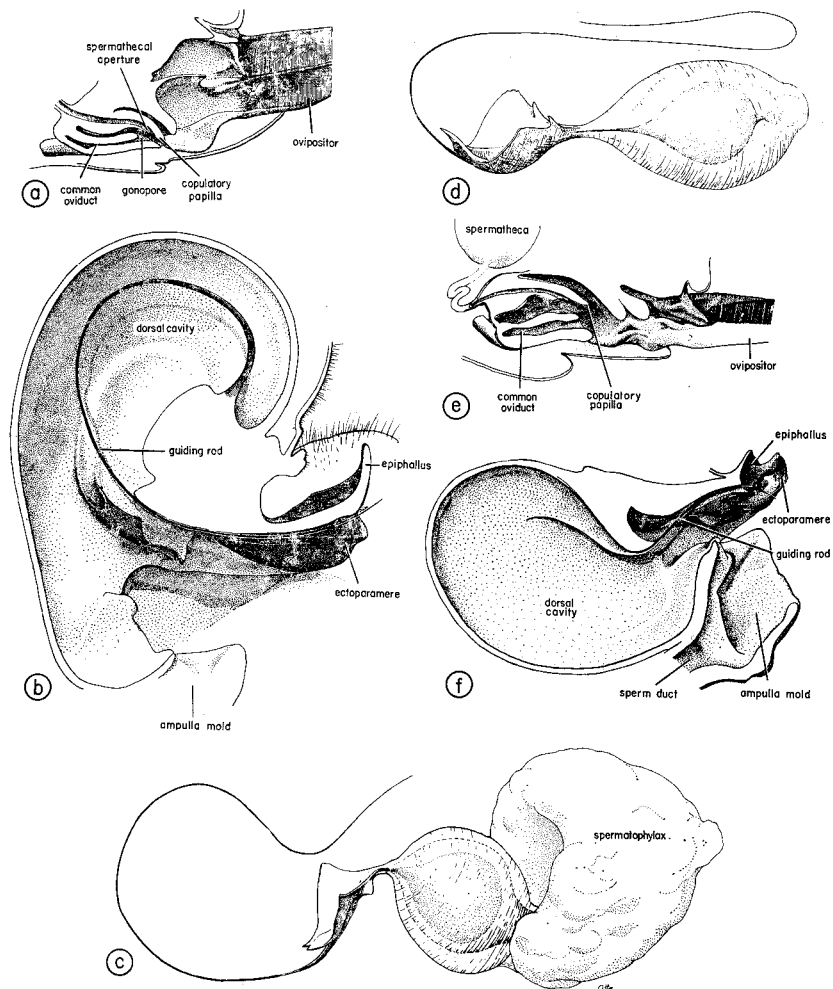 spermathecal
aperture
ovipositor
common
oviduct
gonopore
copulatory
papilla
a
d
spermatheca
ovipositor
common
oviduct
copulatory
papilla
e
dorsal cavity
guiding rod
epiphallus
ectoparamere
b
ampulla mold
epiphallus
ectoparamere
guiding rod
dorsal
cavity
f
sperm duct
ampulla mold
spermatophylax
c